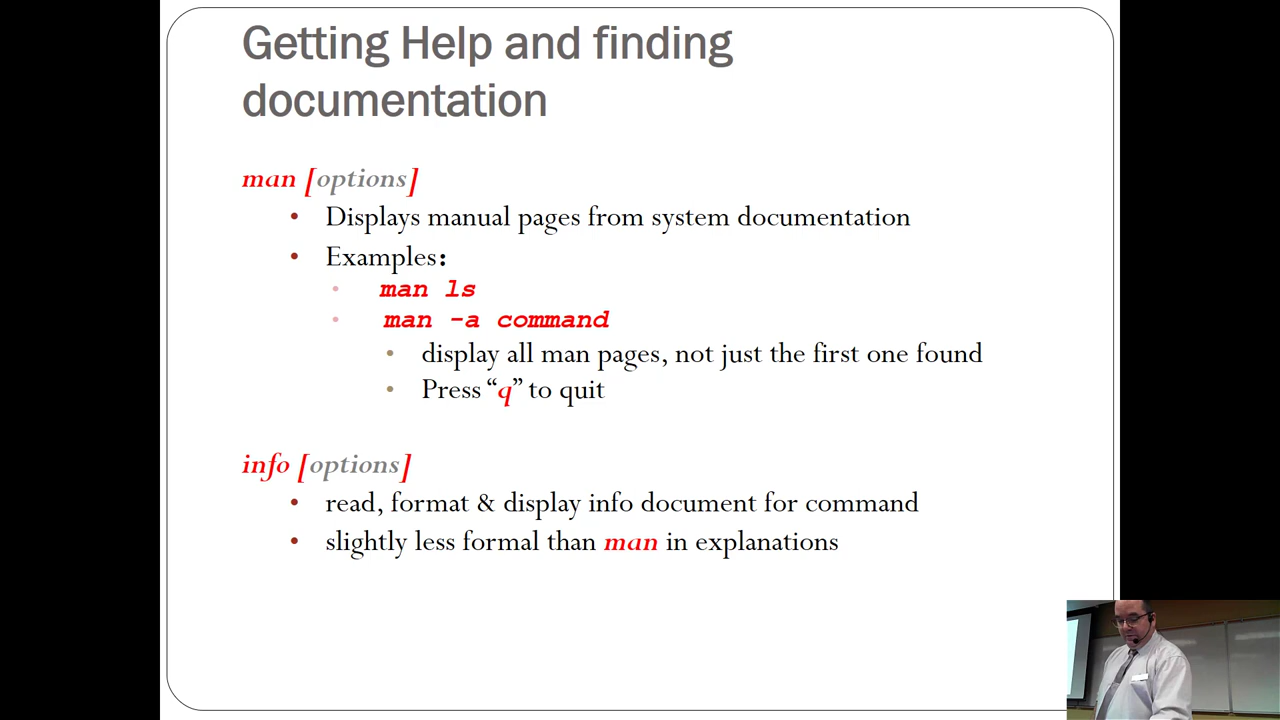 Getting Help and finding
documentation
man [options]
• Displays manual pages from system documentation
• Examples:
• man ls
• man -a command
• display all man pages, not just the first one found
• Press “q” to quit
info [options]
• read, format & display info document for command
• slightly less formal than man in explanations